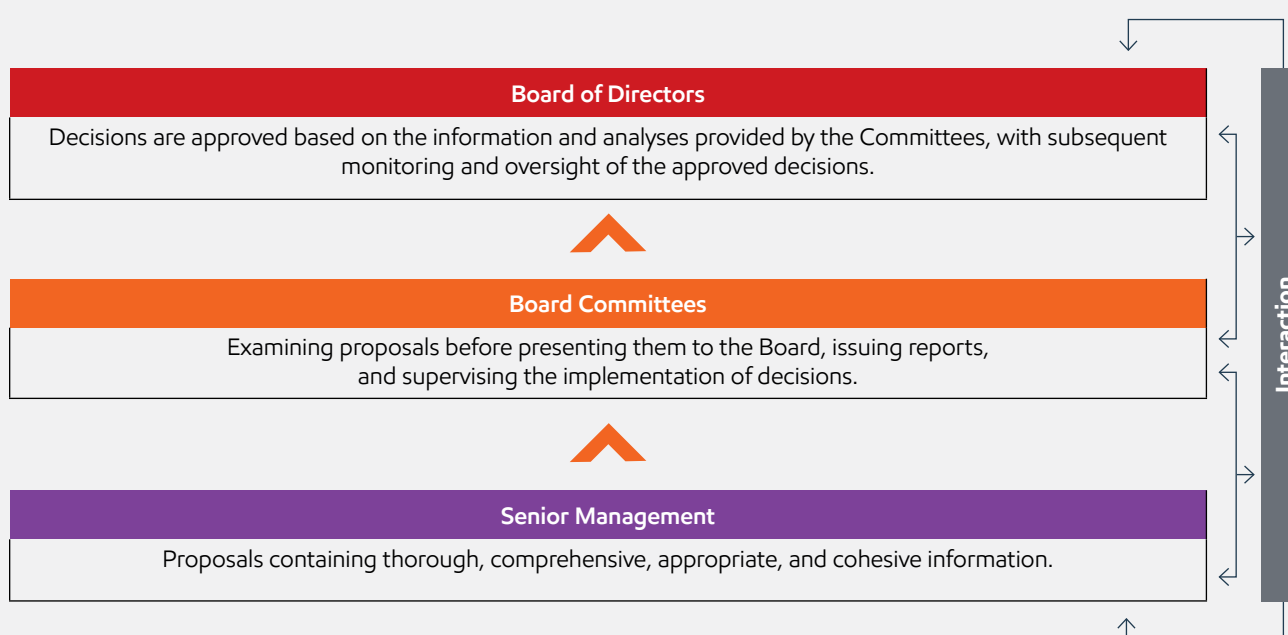 Board of Directors
Decisions are approved based on the information and analyses provided by the Committees, with subsequent
monitoring and oversight of the approved decisions.
Board Committees
Examining proposals before presenting them to the Board, issuing reports,
and supervising the implementation of decisions.
Senior Management
Proposals containing thorough, comprehensive, appropriate, and cohesive information.
Interaction